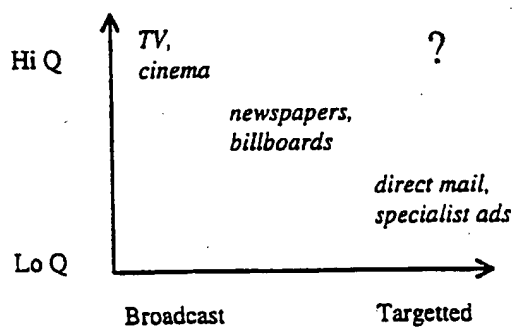 Hi Q
TV,
cinema
?
newspapers,
billboards
direct mail,
specialist ads
Lo Q
Broadcast
Targetted